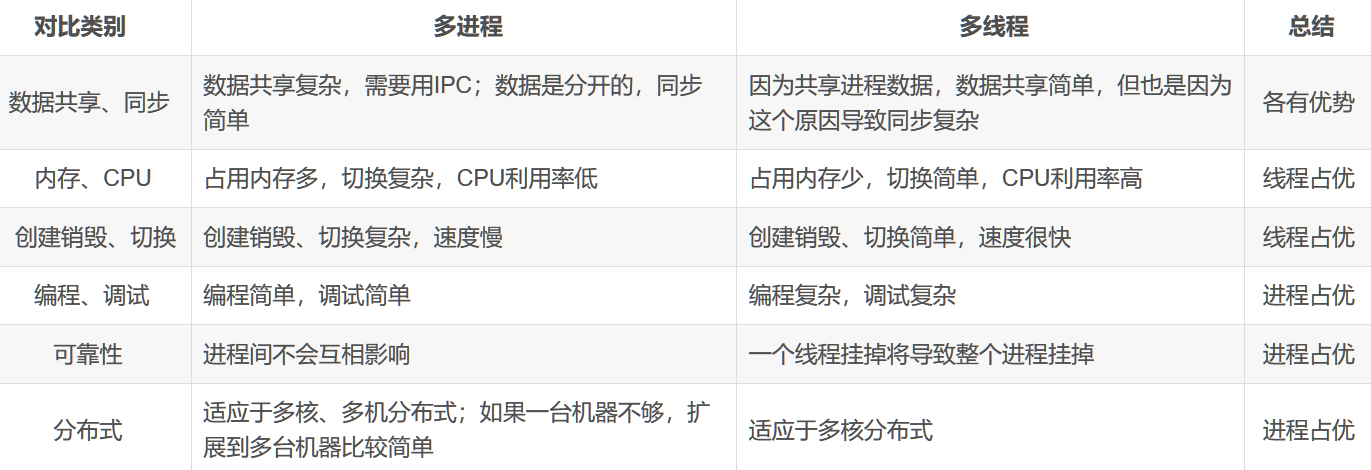 对比类别 多进程 多线程 总结
数据共享、同步 数据共享复杂，需要用IPC；数据是分开的，同步简单 因为共享进程数据，数据共享简单，但也是因为这个原因导致同步复杂 各有优势
内存、CPU 占用内存多，切换复杂，CPU利用率低 占用内存少，切换简单，CPU利用率高 线程占优
创建销毁、切换 创建销毁、切换复杂，速度慢 创建销毁、切换简单，速度很快 线程占优
编程、调试 编程简单，调试简单 编程复杂，调试复杂 进程占优
可靠性 进程间不会互相影响 一个线程挂掉将导致整个进程挂掉 进程占优
分布式 适应于多核、多机分布式；如果一台机器不够，扩展到多台机器比较简单 适应于多核分布式 进程占优